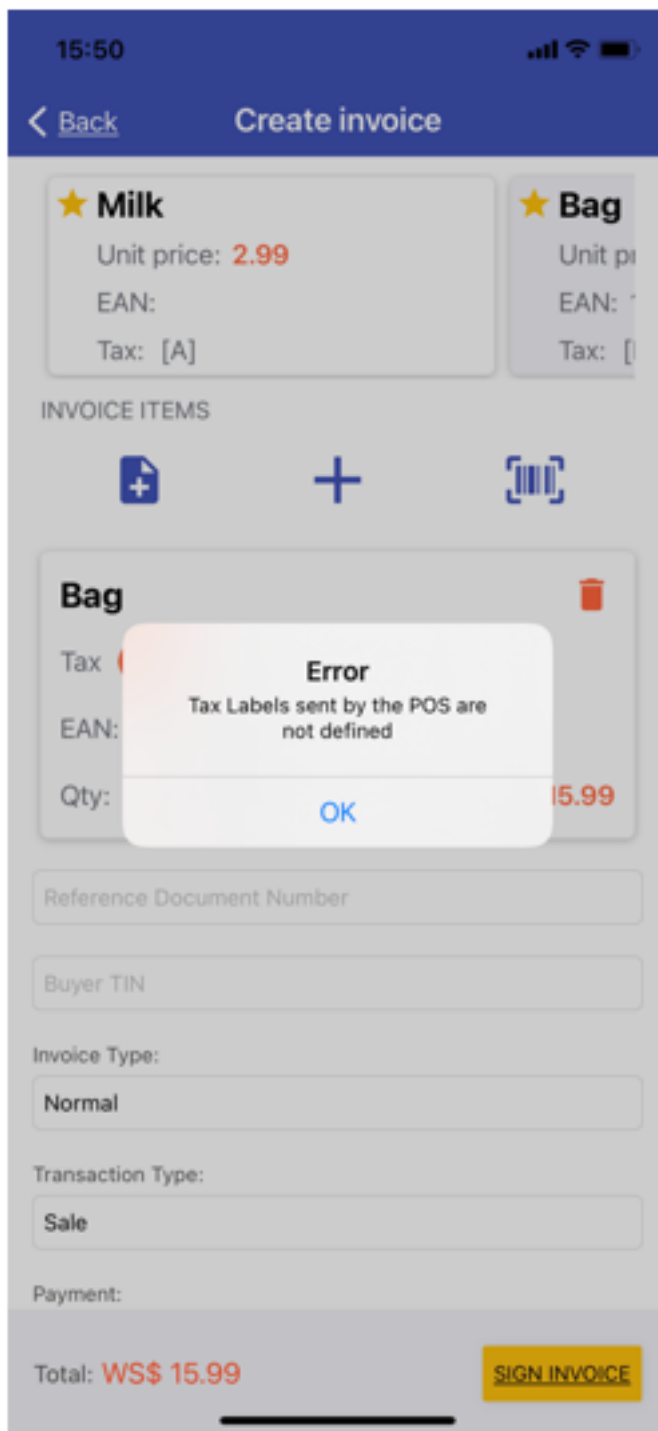 15:50
Back Create invoice
Milk
Unit price: 2.99
EAN:
Tax: [A]
Bag
Unit
EAN:
Tax:
INVOICE ITEMS
Bag
Tax
EAN:
Qty: 15.99
Error
Tax Labels sent by the POS are
not defined
OK
Reference Document Number
Buyer TIN
Invoice Type:
Normal
Transaction Type:
Sale
Payment:
Total: WS$ 15.99
SIGN INVOICE